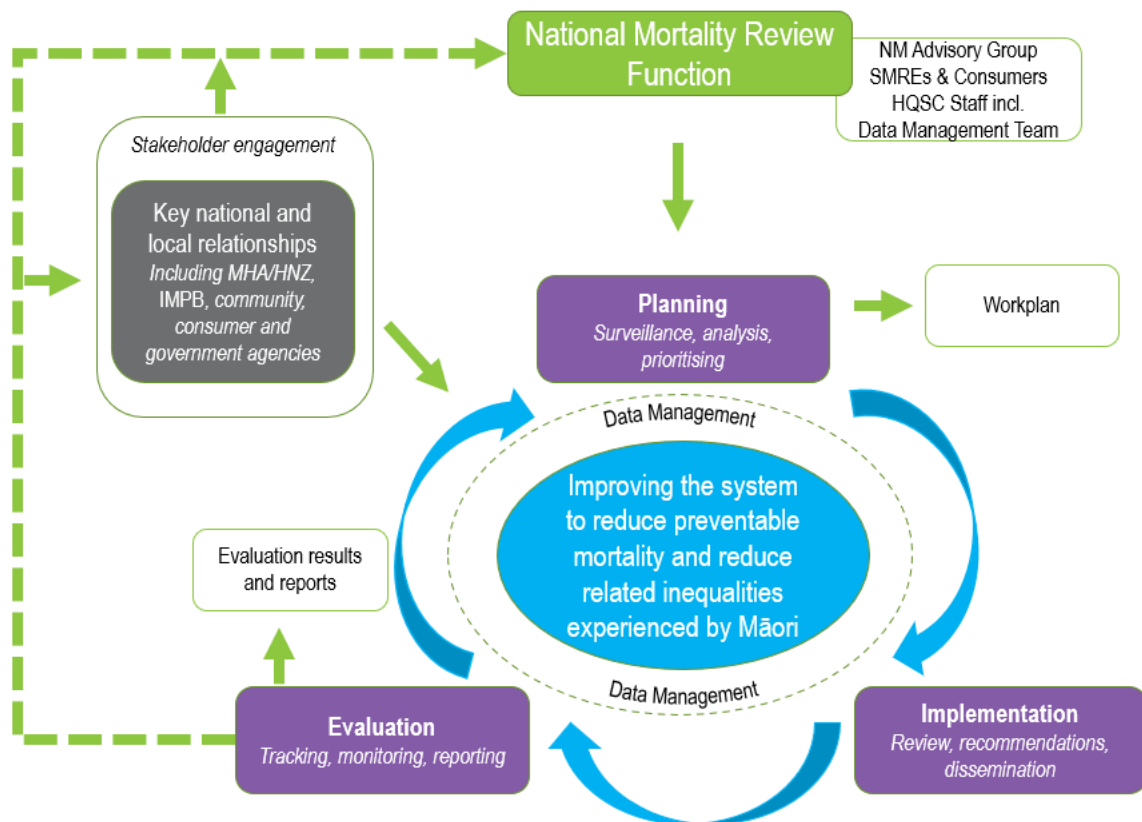 National Mortality Review
Function
NM Advisory Group
SMREs & Consumers
HQSC Staff incl.
Data Management Team
Stakeholder engagement
Key national and
local relationships
Including MHA/HNZ,
IMPB, community,
consumer and
government agencies
Planning
Surveillance, analysis,
prioritising
Workplan
Data Management
Improving the system
to reduce preventable
mortality and reduce
related inequalities
experienced by Māori
Data Management
Evaluation results
and reports
Evaluation
Tracking, monitoring, reporting
Implementation
Review, recommendations,
dissemination